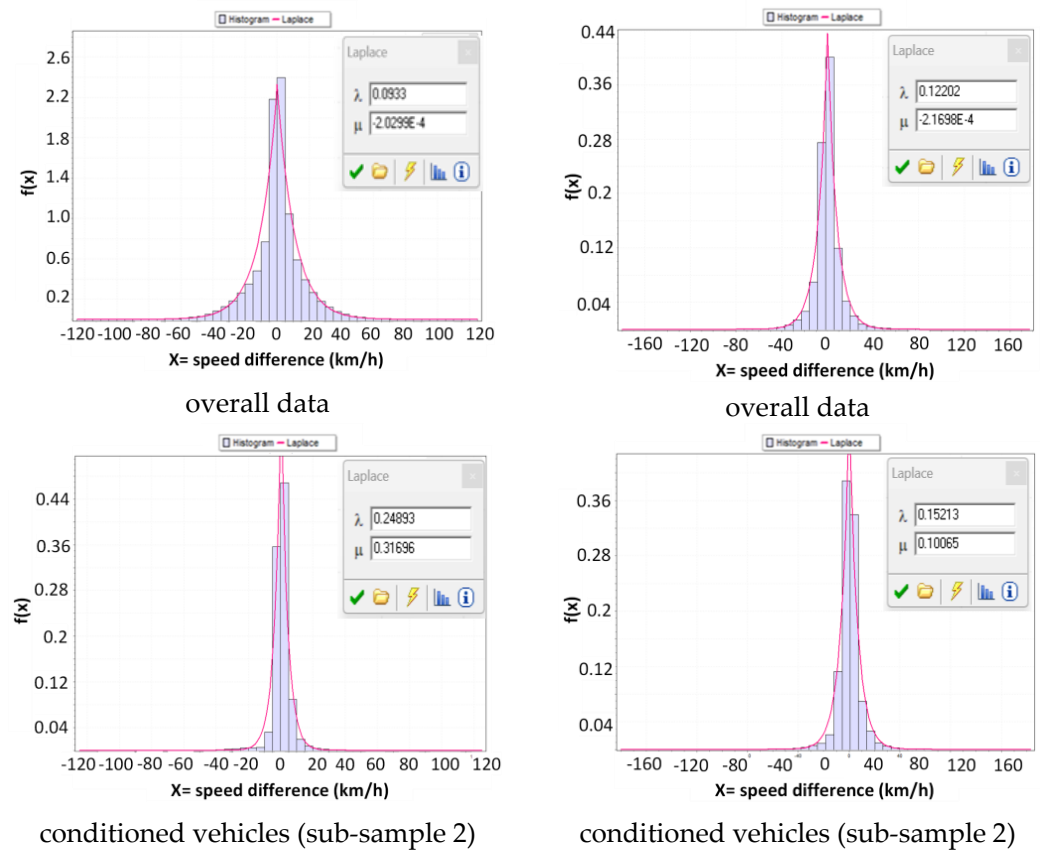 Histogram Laplace
Laplace
λ 0.0933
μ -2.0299E-4
f(x)
2.6
2.2
1.8
1.4
1.0
0.6
0.2
-120 -100 -80 -60 -40 -20 0 20 40 60 80 100 120
X= speed difference (km/h)
overall data
Histogram Laplace
Laplace
λ 0.12202
μ -2.1698E-4
f(x)
0.44
0.36
0.28
0.2
0.12
0.04
-160 -120 -80 -40 0 40 80 120 160
X= speed difference (km/h)
overall data
Histogram Laplace
Laplace
λ 0.24893
μ 0.31696
f(x)
0.44
0.36
0.28
0.2
0.12
0.04
-120 -100 -80 -60 -40 -20 0 20 40 60 80 100 120
X= speed difference (km/h)
conditioned vehicles (sub-sample 2)
Histogram Laplace
Laplace
λ 0.15213
μ 0.10065
f(x)
0.36
0.28
0.2
0.12
0.04
-160 -120 -80 -40 0 40 80 120 160
X= speed difference (km/h)
conditioned vehicles (sub-sample 2)